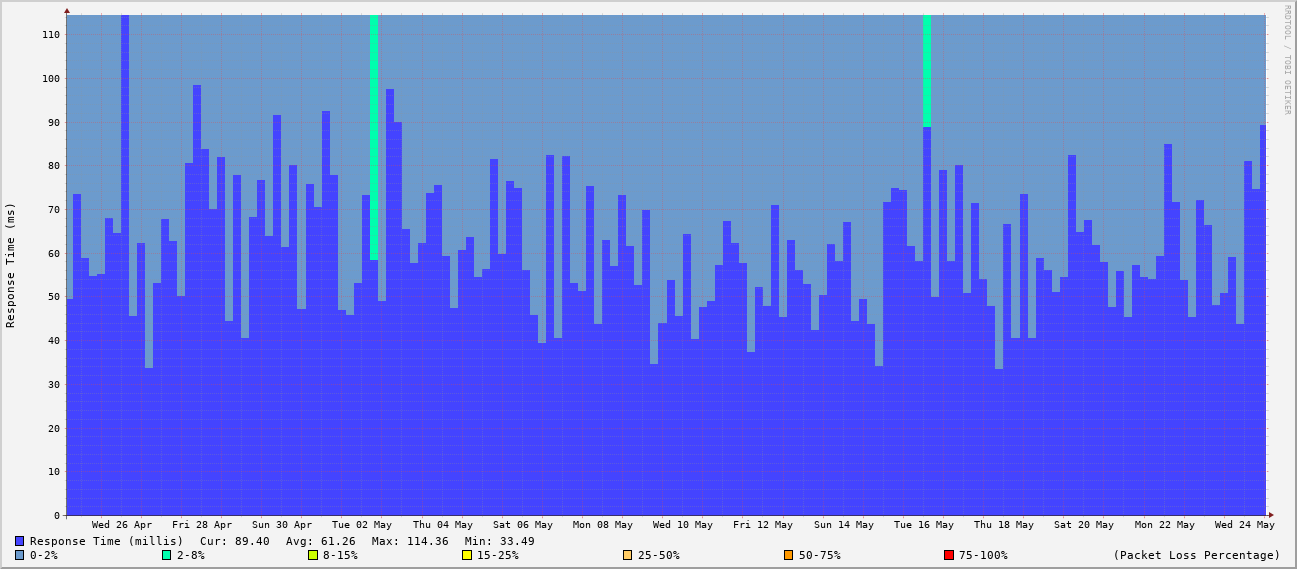 RRDTOOL / TOBI OETIKER
Response Time (ms)
110
100
90
80
70
60
50
40
30
20
10
0
Wed 26 Apr Fri 28 Apr Sun 30 Apr Tue 02 May Thu 04 May Sat 06 May Mon 08 May Wed 10 May Fri 12 May Sun 14 May Tue 16 May Thu 18 May Sat 20 May Mon 22 May Wed 24 May
Response Time (millis) Cur: 89.40 Avg: 61.26 Max: 114.36 Min: 33.49
0-2% 2-8% 8-15% 15-25% 25-50% 50-75% 75-100% (Packet Loss Percentage)